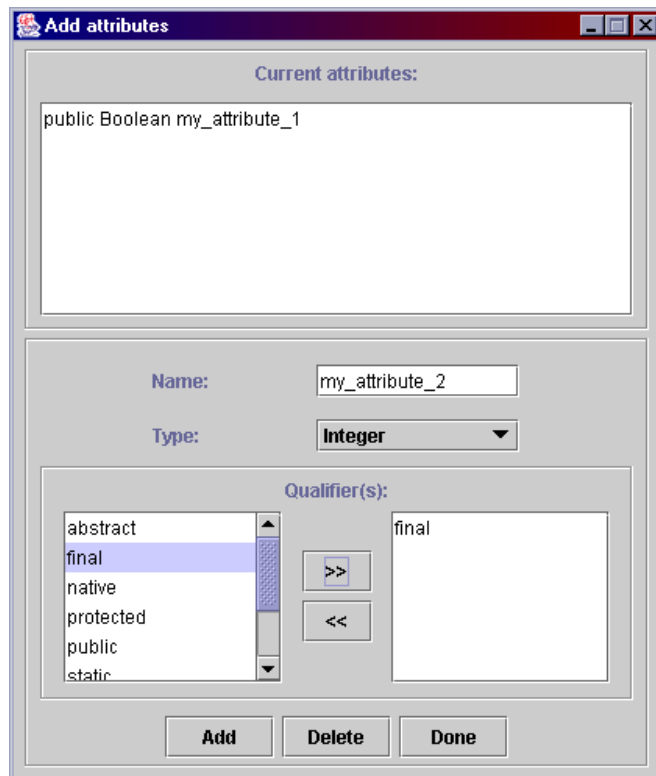 Add attributes
Current attributes:
public Boolean my_attribute_1
Name:
my_attribute_2
Type:
Integer
Qualifier(s):
abstract
final
native
protected
public
static
>>
<<
final
Add
Delete
Done